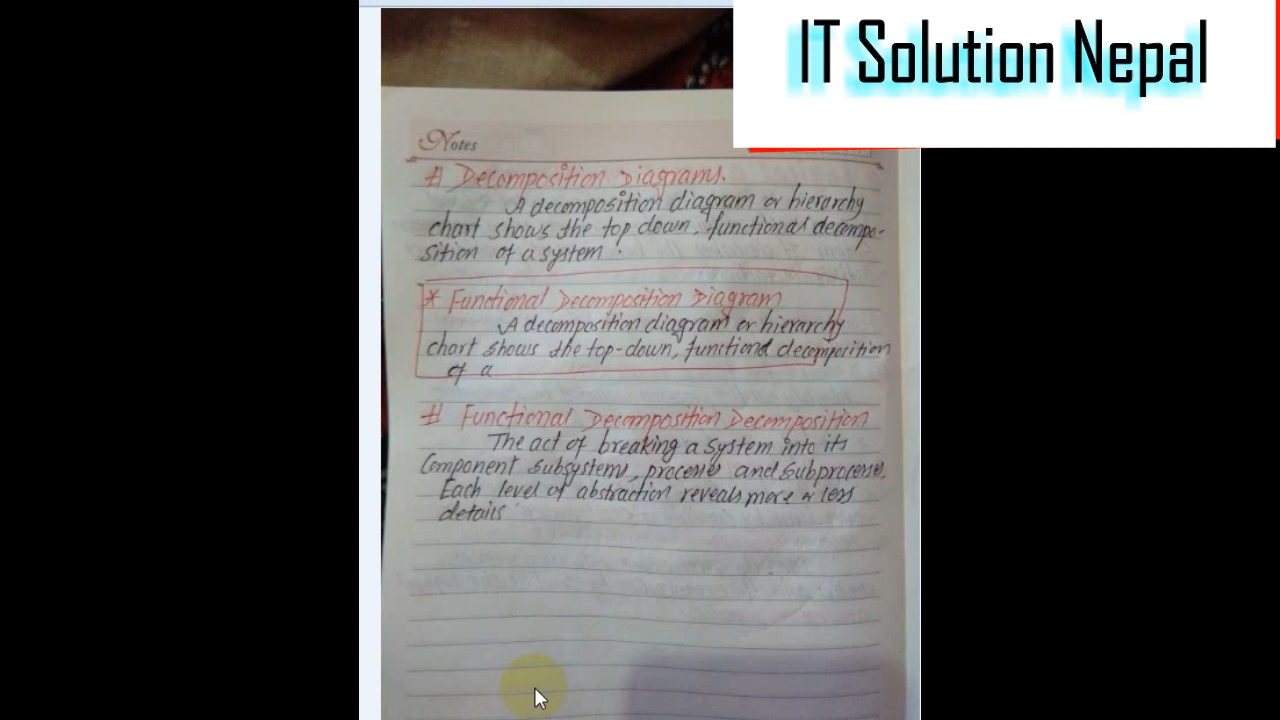 IT Solution Nepal
Notes
# Decomposition Diagrams.
A decomposition diagram or hierarchy
chart shows the top down, functional decompo-
sition of a system.
* Functional Decomposition Diagram
A decomposition diagram or hierarchy
chart shows the top-down, functional decomposition
of a
# Functional Decomposition Decomposition
The act of breaking a system into its
Component subsystems, processes and subprocesses.
Each level of abstraction reveals more or less
details